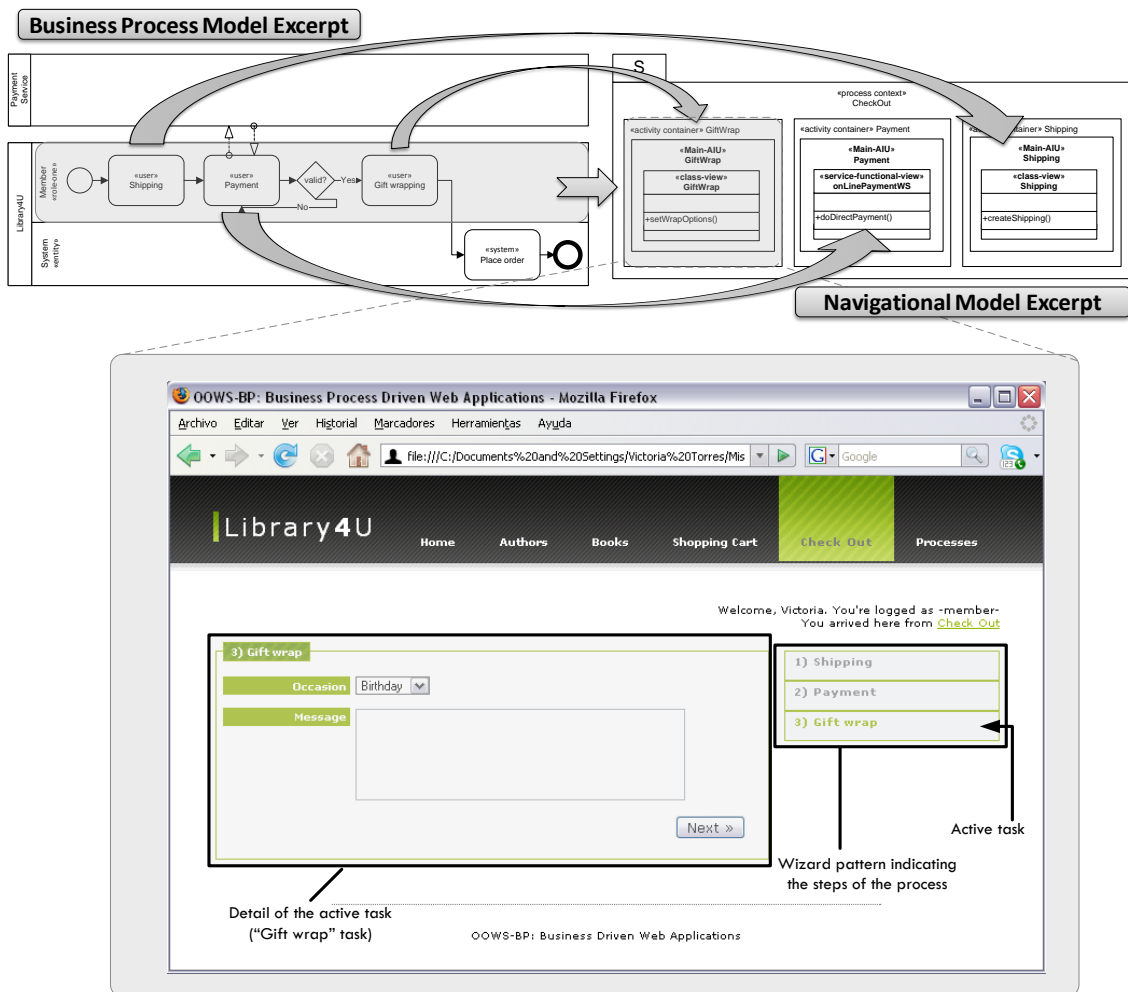 Business Process Model Excerpt
Payment
Service
Library4U
Member
«role-one»
«user»
Shipping
«user»
Payment
valid?
Yes
No
«user»
Gift wrapping
System
«entity»
«system»
Place order
S
«process context»
CheckOut
«activity container» GiftWrap
«Main-AIU»
GiftWrap
«class-view»
GiftWrap
+setWrapOptions()
«activity container» Payment
«Main-AIU»
Payment
«service-functional-view»
onLinePaymentWS
+doDirectPayment()
«a container» Shipping
«Main-AIU»
Shipping
«class-view»
Shipping
+createShipping()
Navigational Model Excerpt
OOWS-BP: Business Process Driven Web Applications - Mozilla Firefox
Archivo Editar Ver Historial Marcadores Herramientas Ayuda
file:///C:/Documents%20and%20Settings/Victoria%20Torres/Mis
G Google
S 123
Library4U
Home Authors Books Shopping Cart Check Out Processes
Welcome, Victoria. You're logged as -member-
You arrived here from Check Out
3) Gift wrap
Occasion Birthday
Message
Next »
1) Shipping
2) Payment
3) Gift wrap
Active task
Wizard pattern indicating
the steps of the process
Detail of the active task
(“Gift wrap” task)
OOWS-BP: Business Driven Web Applications